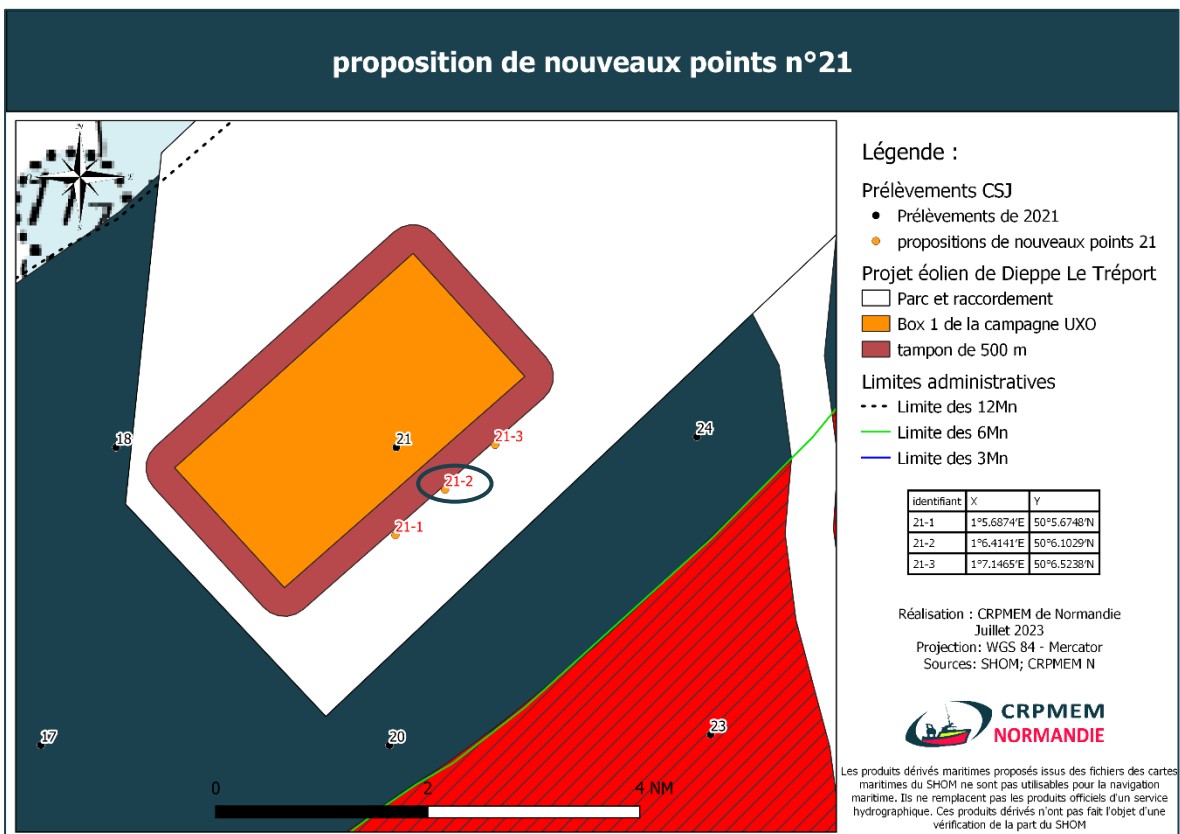 proposition de nouveaux points n°21
N
E
S
18
21
21-3
24
21-2
21-1
17
20
23
0
2
4 NM
Légende :
Prélèvements CSJ
Prélèvements de 2021
propositions de nouveaux points 21
Projet éolien de Dieppe Le Tréport
Parc et raccordement
Box 1 de la campagne UXO
tampon de 500 m
Limites administratives
Limite des 12Mn
Limite des 6Mn
Limite des 3Mn
identifiant X Y
21-1 1°5.6874'E 50°5.6748'N
21-2 1°6.4141'E 50°6.1029'N
21-3 1°7.1465'E 50°6.5238'N
Réalisation : CRPMEM de Normandie
Juillet 2023
Projection: WGS 84 - Mercator
Sources: SHOM; CRPMEM N
CRPMEM
NORMANDIE
Les produits dérivés maritimes proposés issus des fichiers des cartes
maritimes du SHOM ne sont pas utilisables pour la navigation
maritime. Ils ne remplacent pas les produits officiels d'un service
hydrographique. Ces produits dérivés n'ont pas fait l'objet d'une
vérification de la part du SHOM